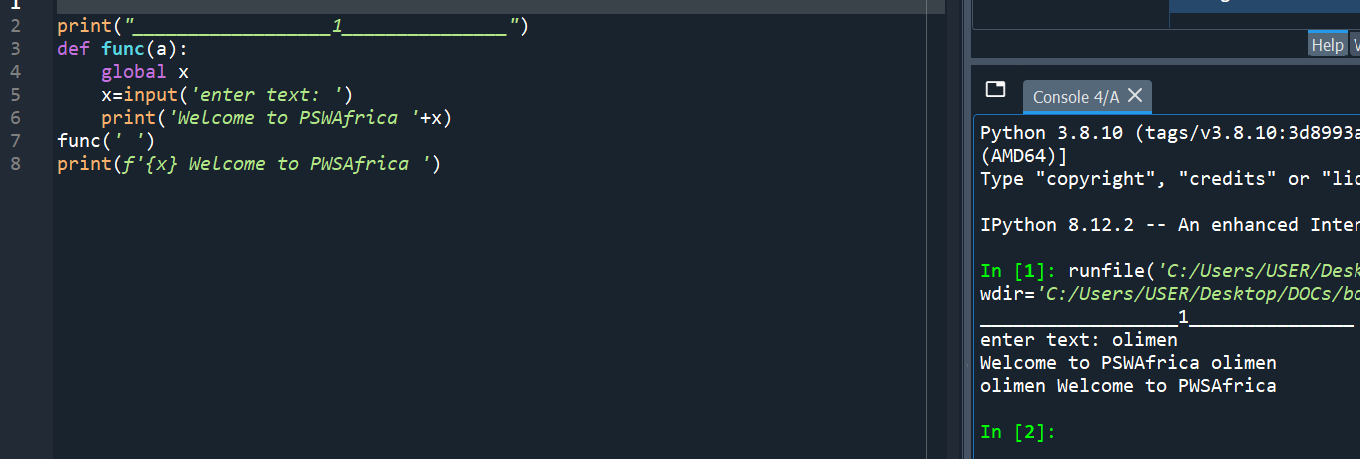 1
2 print("__________________1_______________")
3 def func(a):
4     global x
5     x=input('enter text: ')
6     print('Welcome to PSWAfrica '+x)
7 func(' ')
8 print(f'{x} Welcome to PWSAfrica ')
Help
Console 4/A
Python 3.8.10 (tags/v3.8.10:3d8993a
(AMD64)]
Type "copyright", "credits" or "lic
IPython 8.12.2 -- An enhanced Inter
In [1]: runfile('C:/Users/USER/Desk
wdir='C:/Users/USER/Desktop/DOCs/bo
__________________1_______________
enter text: olimen
Welcome to PSWAfrica olimen
olimen Welcome to PWSAfrica
In [2]: